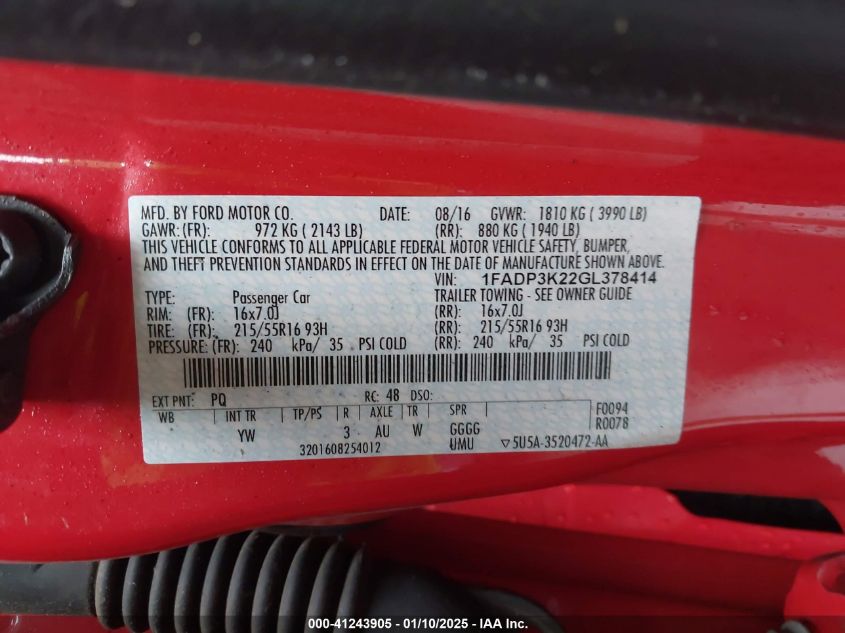 MFD. BY FORD MOTOR CO. DATE: 08/16 GVWR: 1810 KG ( 3990 LB)
GAWR: (FR): 972 KG ( 2143 LB) (RR): 880 KG ( 1940 LB)
THIS VEHICLE CONFORMS TO ALL APPLICABLE FEDERAL MOTOR VEHICLE SAFETY, BUMPER,
AND THEFT PREVENTION STANDARDS IN EFFECT ON THE DATE OF MANUFACTURE SHOWN ABOVE.
VIN: 1FADP3K22GL378414
TYPE: Passenger Car TRAILER TOWING - SEE OWNER GUIDE
RIM: (FR): 16x7.0J (RR): 16x7.0J
TIRE: (FR): 215/55R16 93H (RR): 215/55R16 93H
PRESSURE: (FR): 240 kPa/ 35 PSI COLD (RR): 240 kPa/ 35 PSI COLD
EXT PNT: PQ RC: 48 DSO:
WB INT TR TP/PS R AXLE TR SPR F0094
YW 3 AU W GGGG R0078
3201608254012 UMU ▽5U5A-3520472-AA
000-41243905 - 01/10/2025 - IAA Inc.